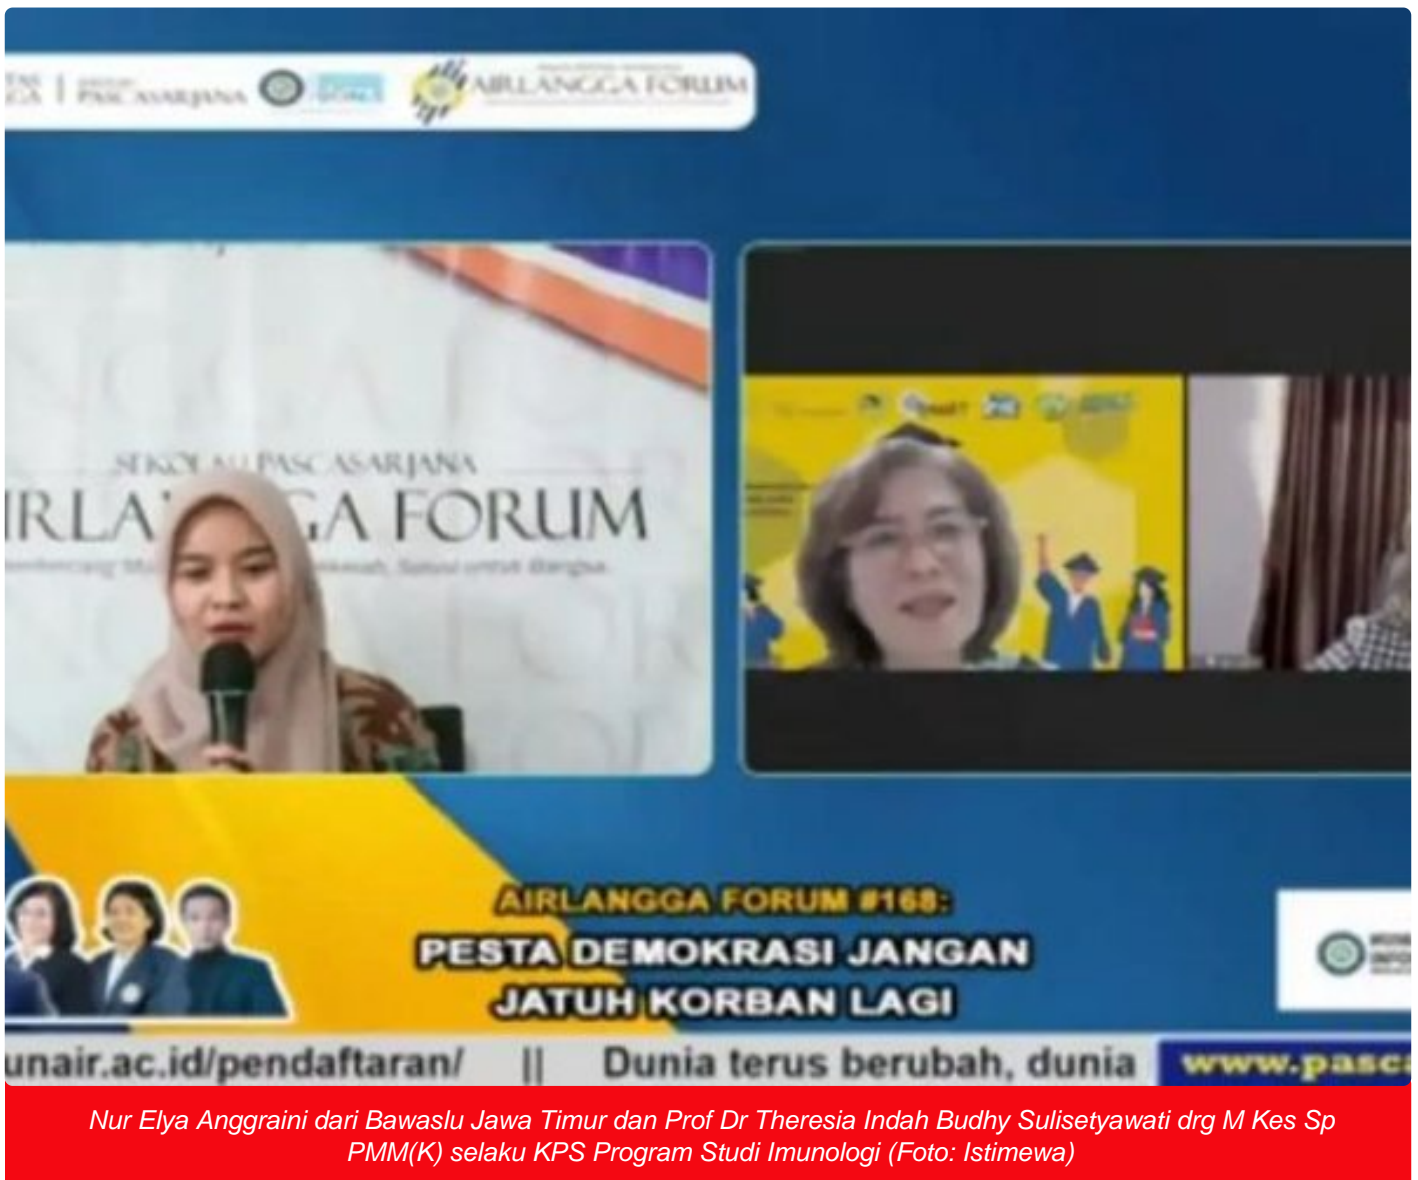 PASCASARJANA
AIRLANGGA FORUM
SEKOLAH PASCASARJANA
FORUM
AIRLANGGA FORUM #168:
PESTA DEMOKRASI JANGAN
JATUH KORBAN LAGI
unair.ac.id/pendaftaran/ || Dunia terus berubah, dunia www.pasca
Nur Elya Anggraini dari Bawaslu Jawa Timur dan Prof Dr Theresia Indah Budhy Sulisetyawati drg M Kes Sp
PMM(K) selaku KPS Program Studi Imunologi (Foto: Istimewa)